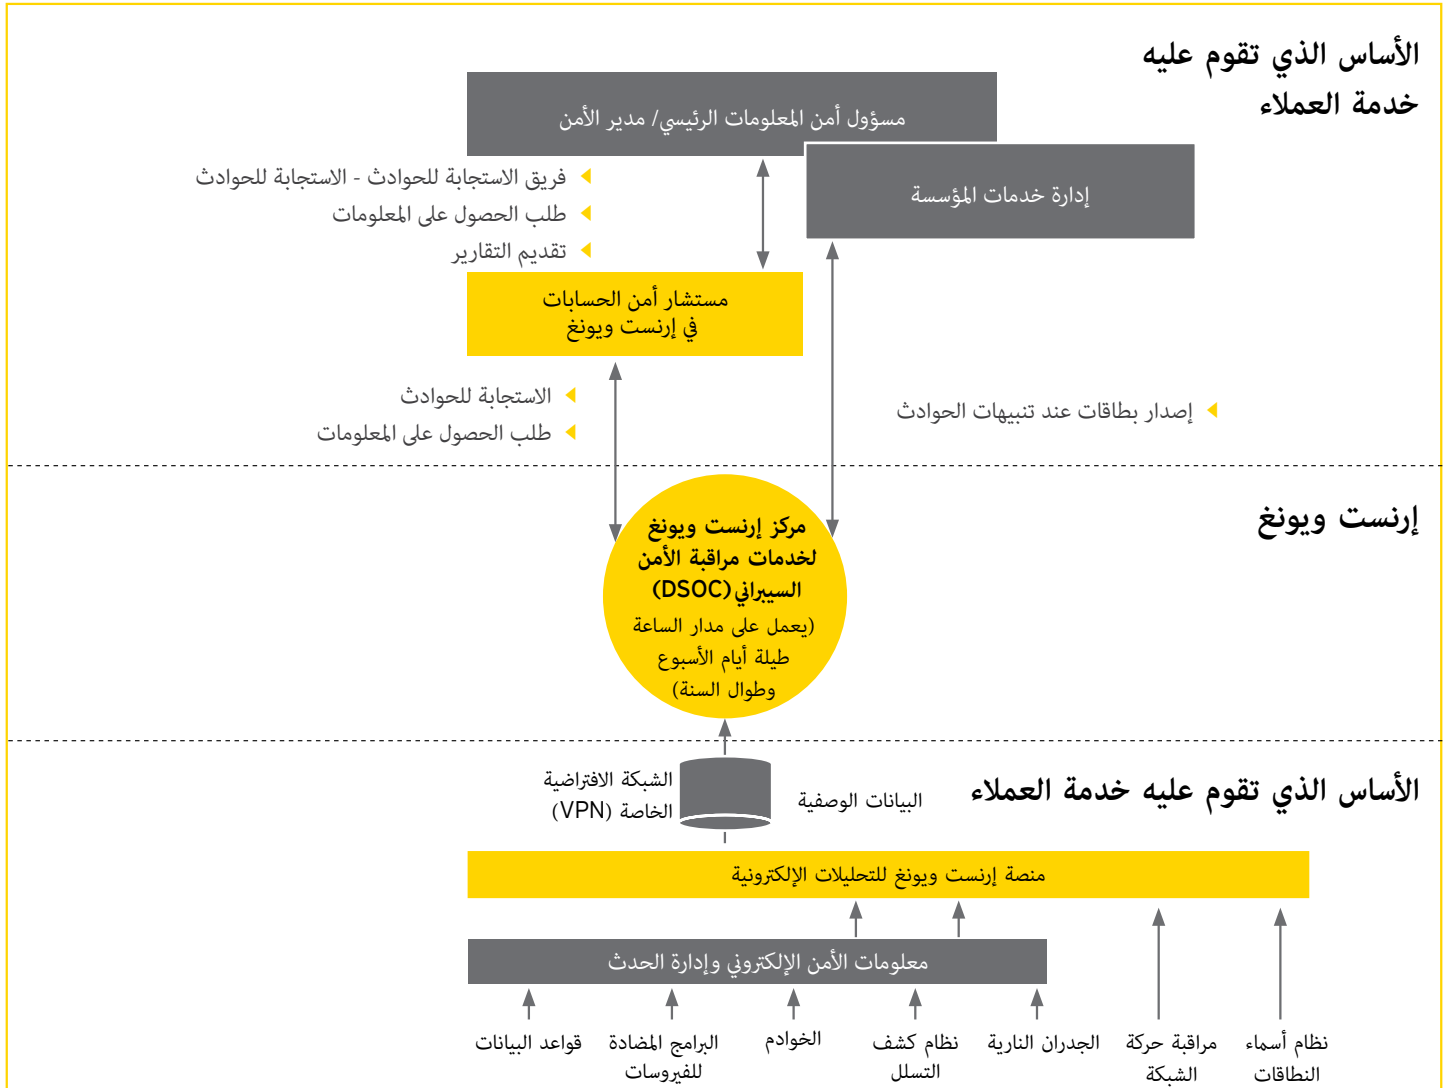 الأساس الذي تقوم عليه
خدمة العملاء
مسؤول أمن المعلومات الرئيسي/ مدير الأمن
إدارة خدمات المؤسسة
فريق الاستجابة للحوادث - الاستجابة للحوادث
طلب الحصول على المعلومات
تقديم التقارير
مستشار أمن الحسابات
في إرنست ويونغ
إصدار بطاقات عند تنبيهات الحوادث
الاستجابة للحوادث
طلب الحصول على المعلومات
إرنست ويونغ
مركز إرنست ويونغ
لخدمات مراقبة الأمن
السيبراني (DSOC)
(يعمل على مدار الساعة
طيلة أيام الأسبوع
وطوال السنة)
الأساس الذي تقوم عليه خدمة العملاء
البيانات الوصفية
الشبكة الافتراضية
الخاصة (VPN)
منصة إرنست ويونغ للتحليلات الإلكترونية
معلومات الأمن الإلكتروني وإدارة الحدث
نظام أسماء
النطاقات
مراقبة حركة
الشبكة
الجدران النارية
نظام كشف
التسلل
الخوادم
البرامج المضادة
للفيروسات
قواعد البيانات